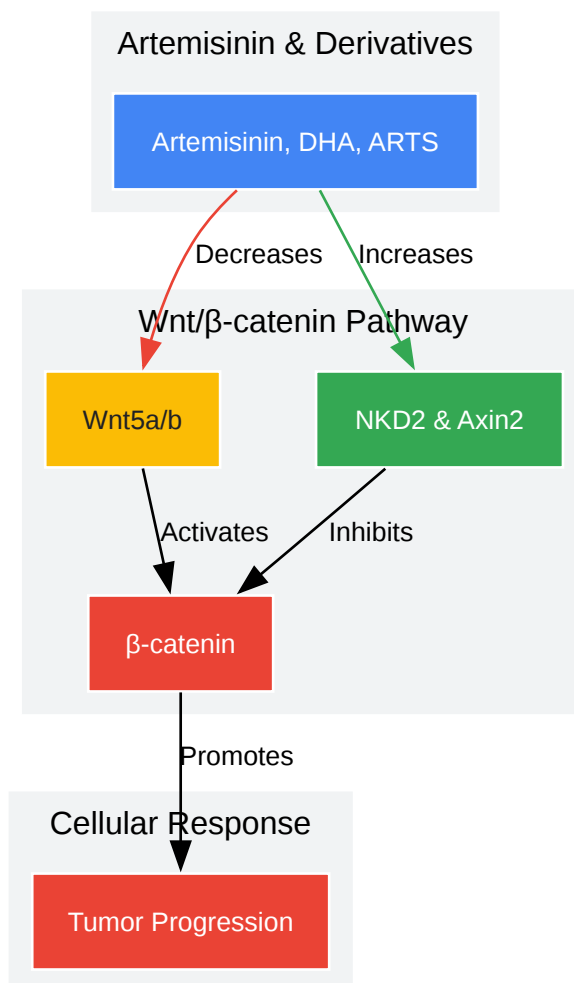 Artemisinin & Derivatives
Artemisinin, DHA, ARTS
Decreases
Increases
Wnt/β-catenin Pathway
Wnt5a/b
NKD2 & Axin2
Activates
Inhibits
β-catenin
Promotes
Cellular Response
Tumor Progression